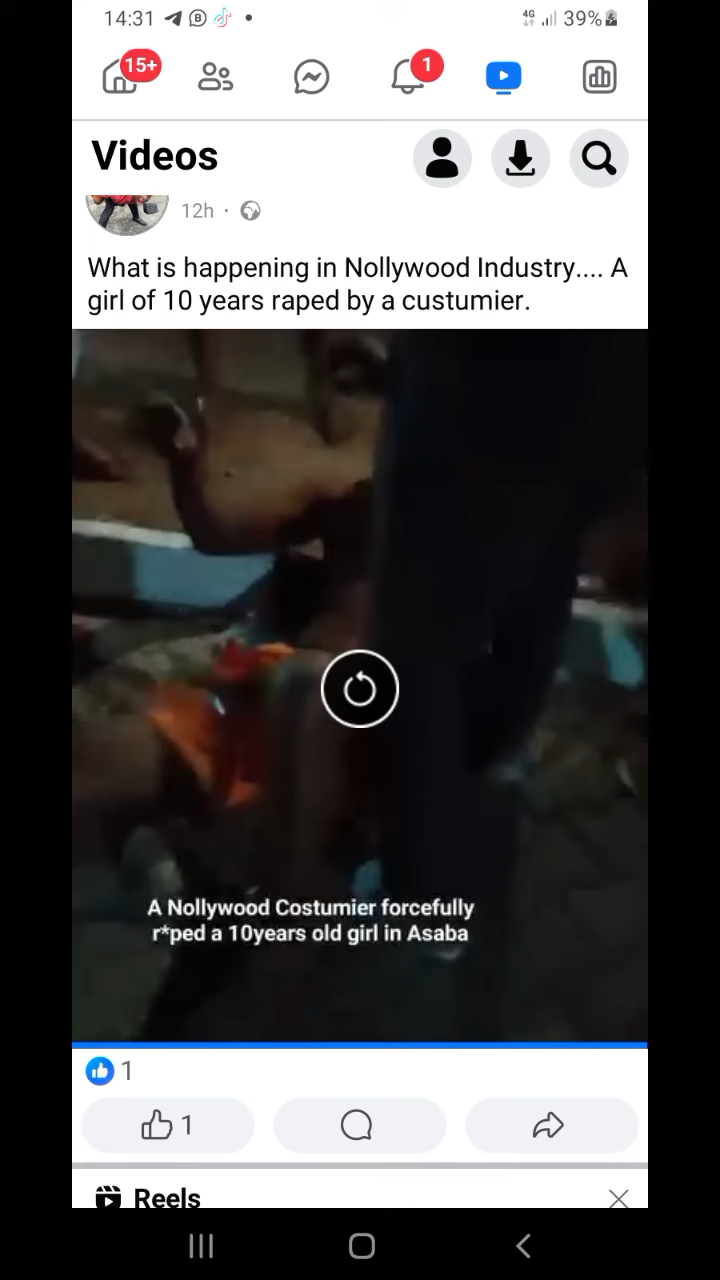 14:31
4G
39%
15+
1
Videos
12h ·
What is happening in Nollywood Industry.... A
girl of 10 years raped by a custumier.
A Nollywood Costumier forcefully
r*ped a 10years old girl in Asaba
1
1
Reels